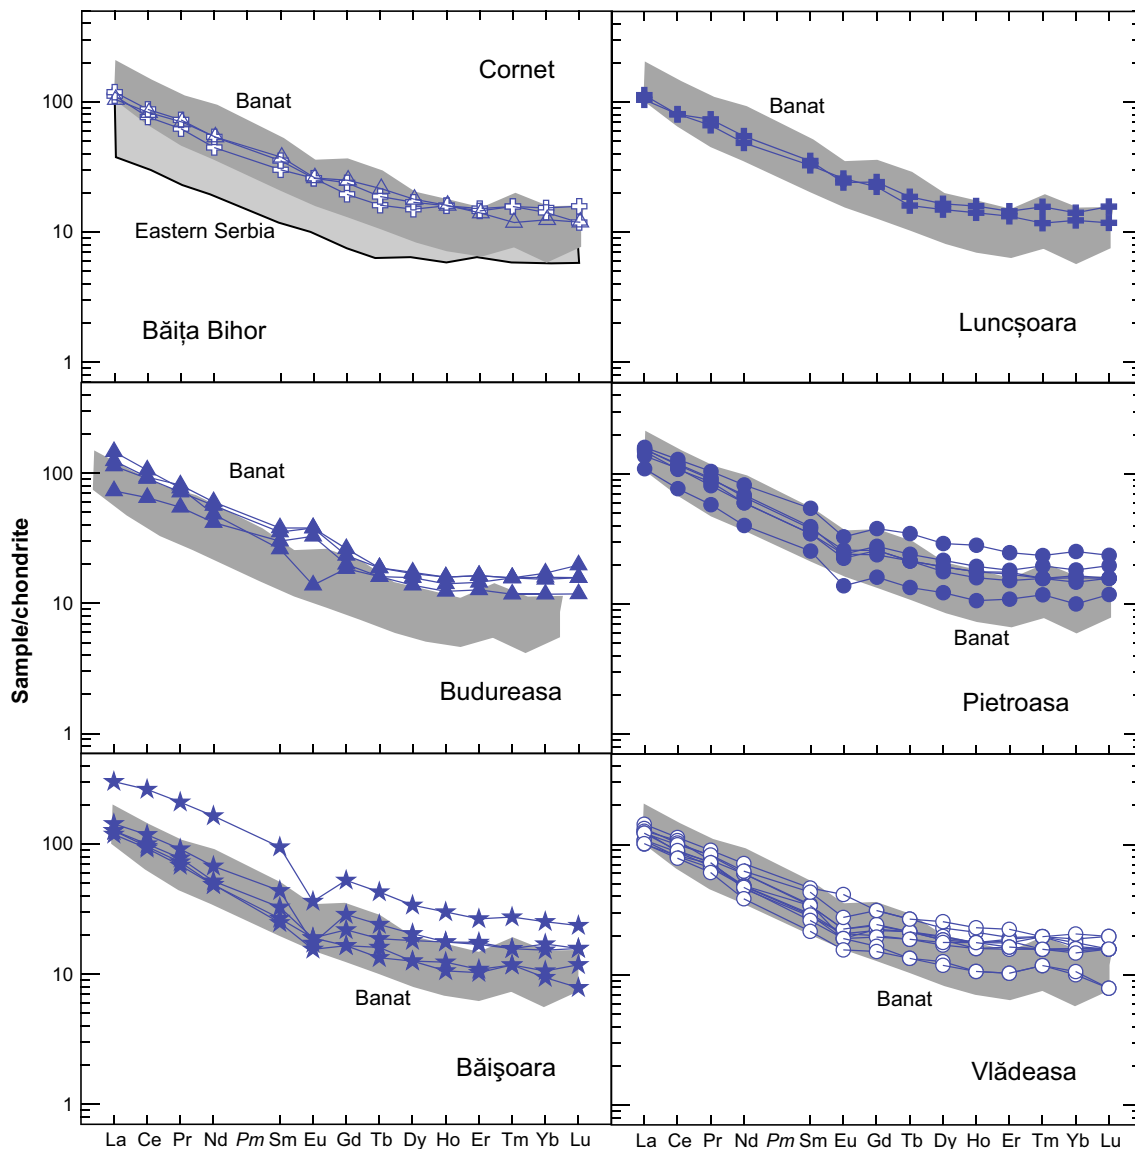 Cornet
Banat
100
Eastern Serbia
10
Băița Bihor
1
Banat
Luncșoara
Sample/chondrite
Banat
100
10
Budureasa
1
Banat
Pietroasa
100
10
Banat
Băişoara
1
Banat
Vlădeasa
La Ce Pr Nd Pm Sm Eu Gd Tb Dy Ho Er Tm Yb Lu
La Ce Pr Nd Pm Sm Eu Gd Tb Dy Ho Er Tm Yb Lu